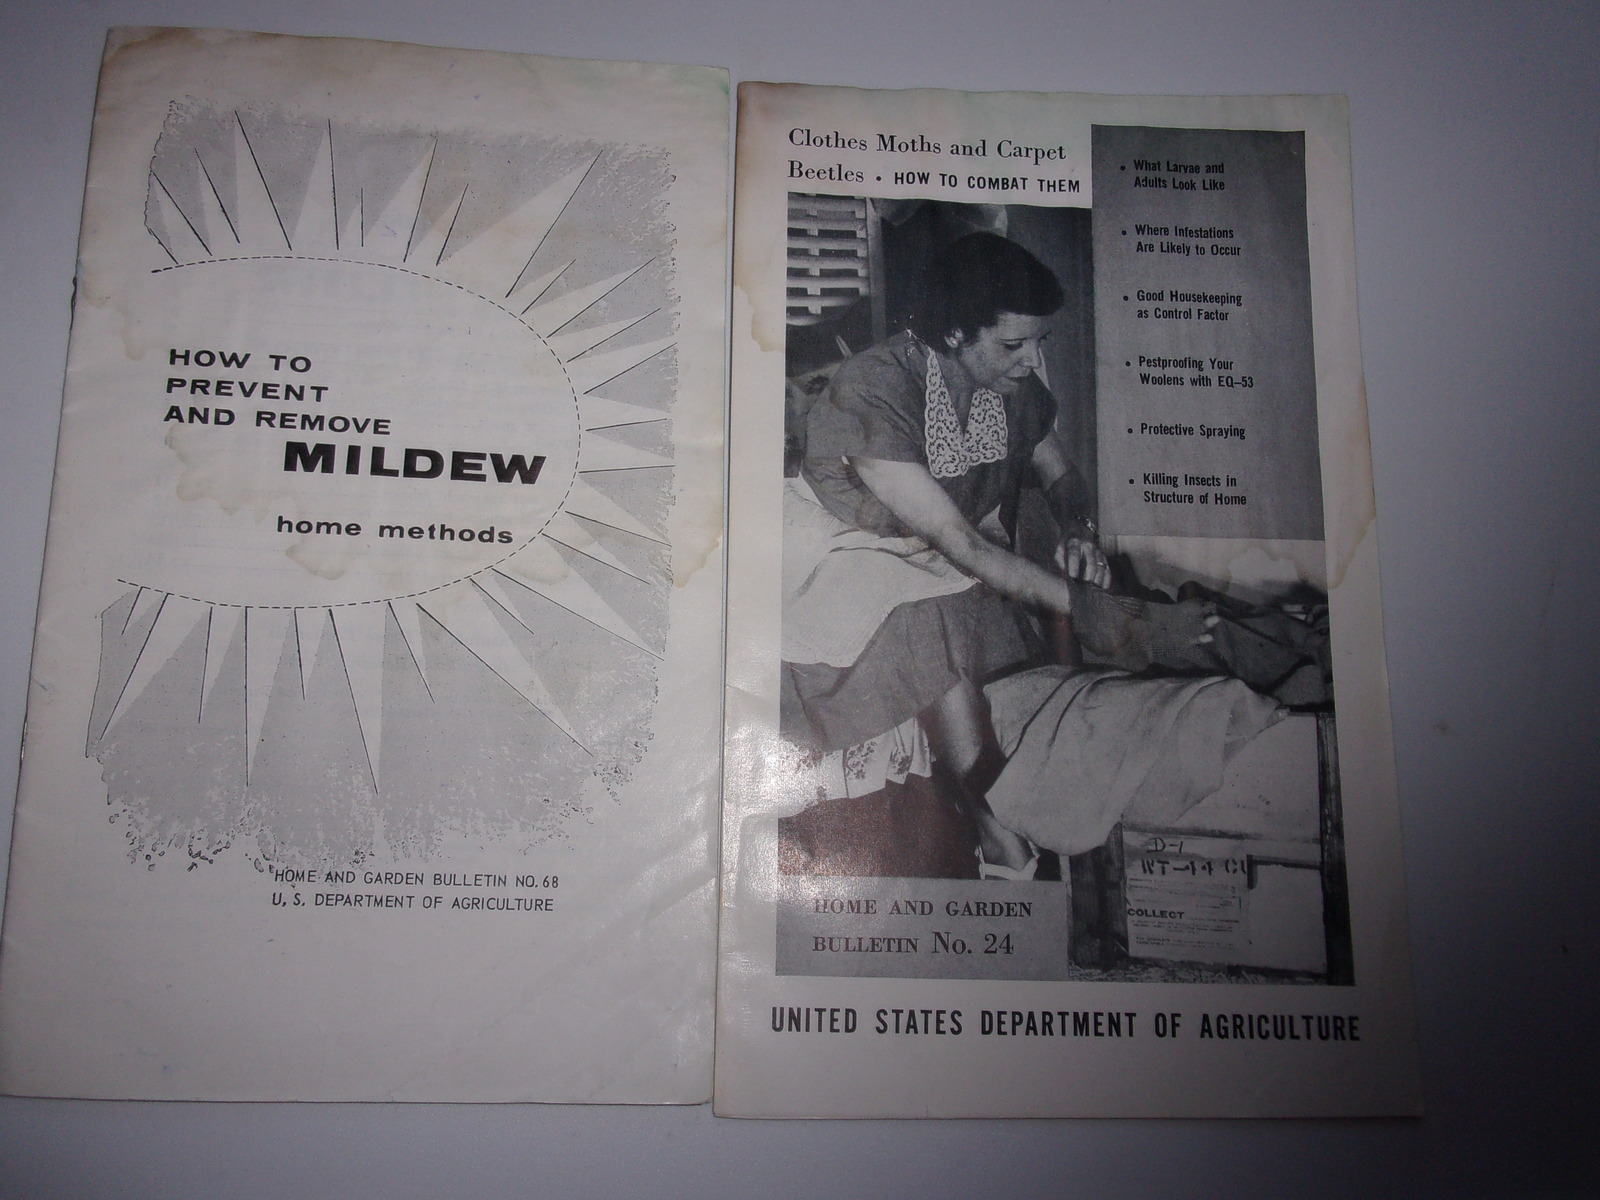 HOW TO
PREVENT
AND REMOVE
MILDEW
home methods
HOME AND GARDEN BULLETIN NO. 68
U. S. DEPARTMENT OF AGRICULTURE
Clothes Moths and Carpet
Beetles • HOW TO COMBAT THEM
• What Larvae and
Adults Look Like
• Where Infestations
Are Likely to Occur
• Good Housekeeping
as Control Factor
• Pestproofing Your
Woolens with EQ–53
• Protective Spraying
• Killing Insects in
Structure of Home
D-1
COLLECT
HOME AND GARDEN
BULLETIN No. 24
UNITED STATES DEPARTMENT OF AGRICULTURE